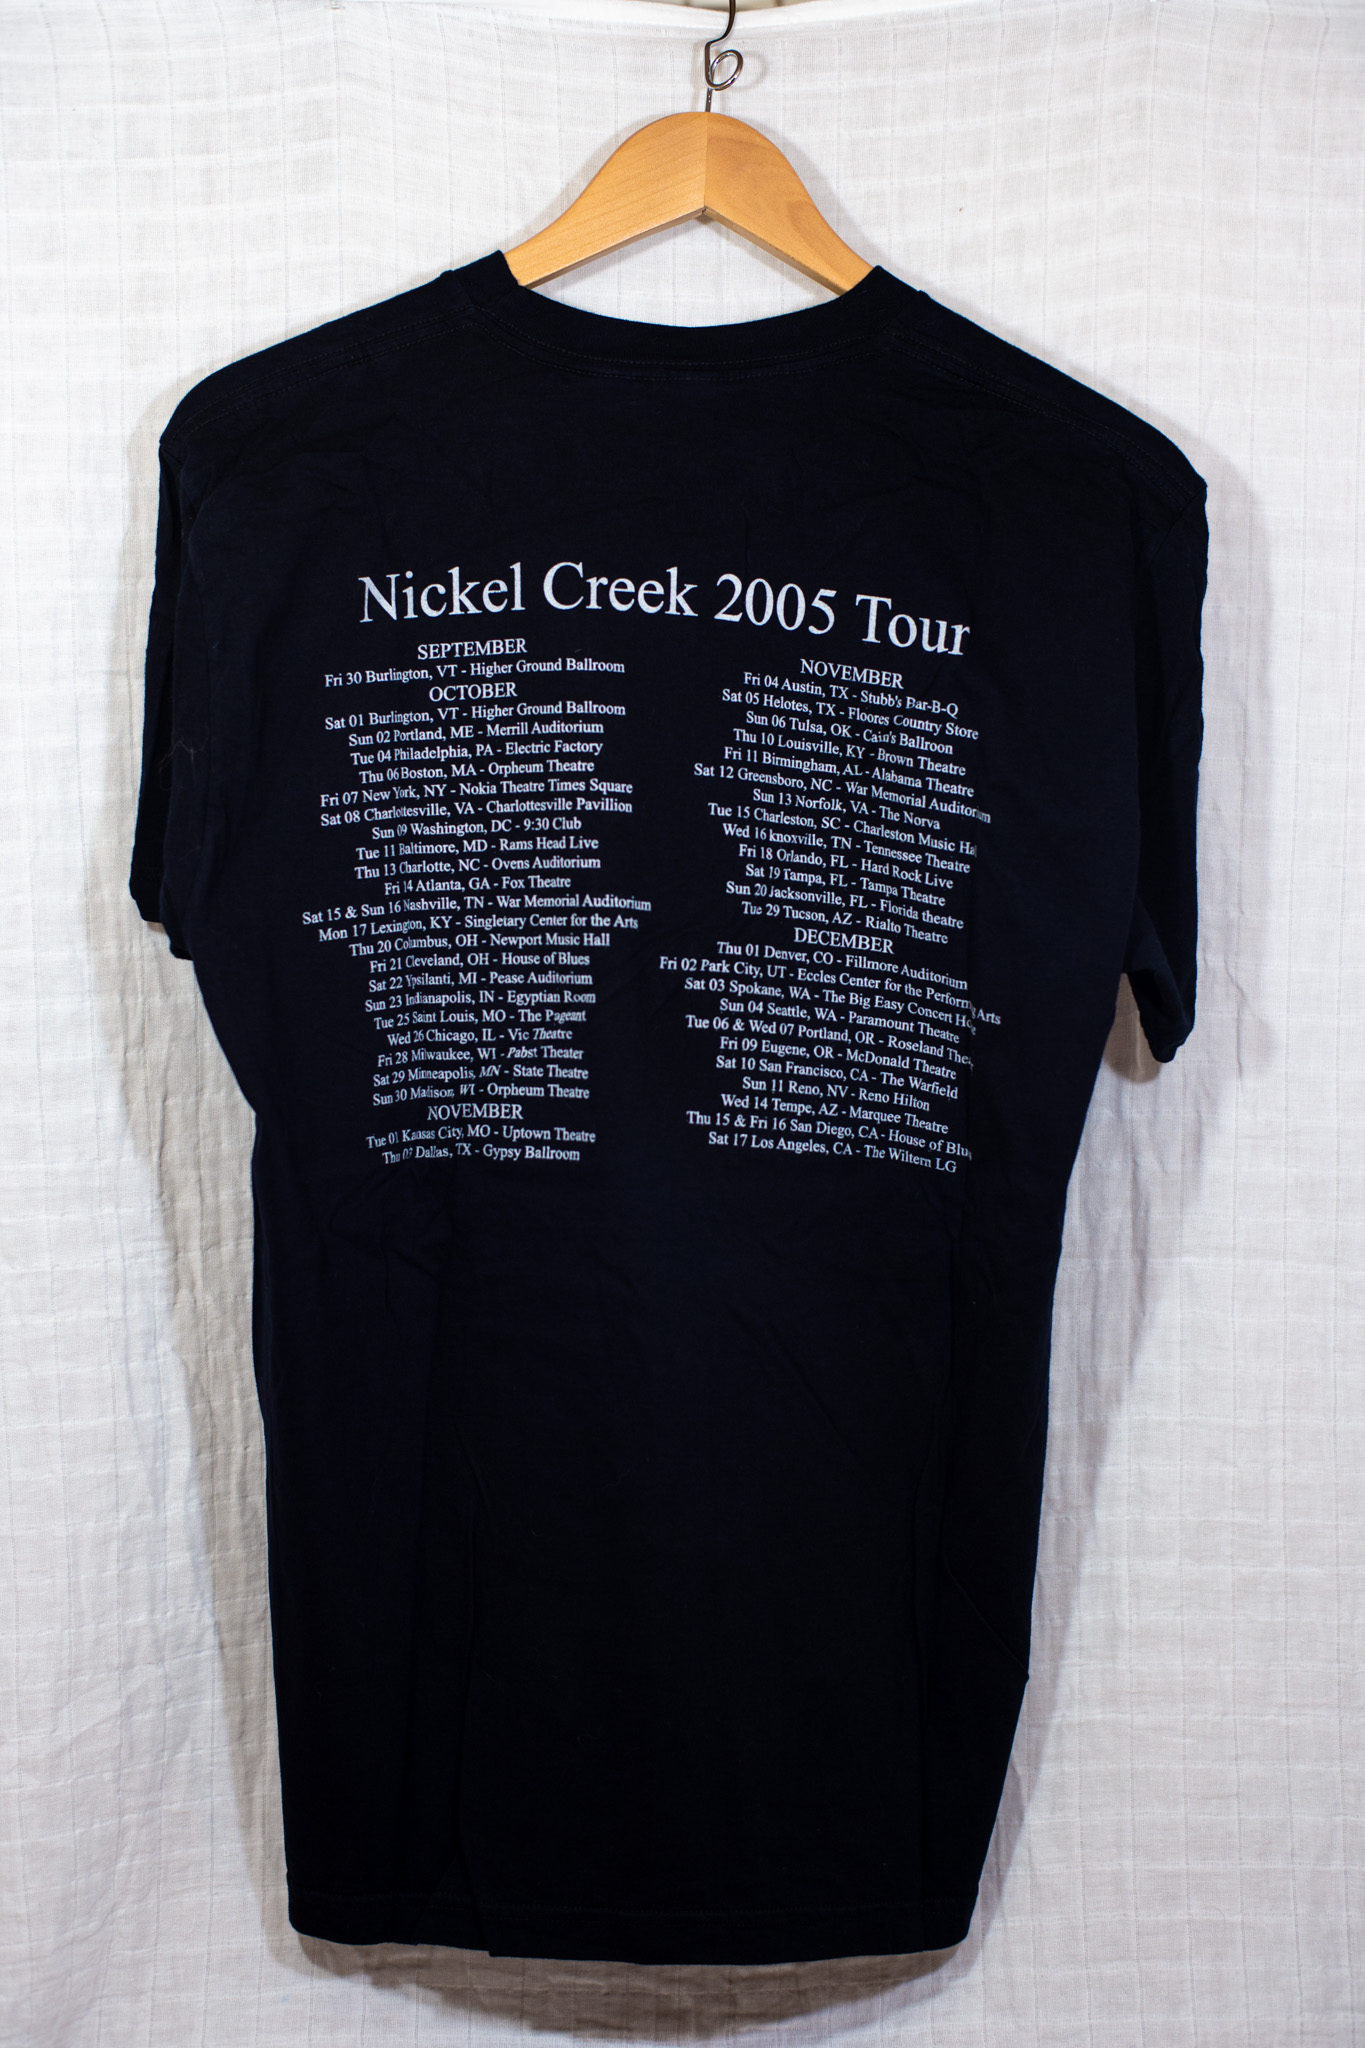 Nickel Creek 2005 Tour
SEPTEMBER
Fri 30 Burlington, VT - Higher Ground Ballroom
OCTOBER
Sat 01 Burlington, VT - Higher Ground Ballroom
Sun 02 Portland, ME - Merrill Auditorium
Tue 04 Philadelphia, PA - Electric Factory
Thu 06 Boston, MA - Orpheum Theatre
Fri 07 New York, NY - Nokia Theatre Times Square
Sat 08 Charlottesville, VA - Charlottesville Pavillion
Sun 09 Washington, DC - 9:30 Club
Tue 11 Baltimore, MD - Rams Head Live
Thu 13 Charlotte, NC - Ovens Auditorium
Fri 14 Atlanta, GA - Fox Theatre
Sat 15 & Sun 16 Nashville, TN - War Memorial Auditorium
Mon 17 Lexington, KY - Singletary Center for the Arts
Thu 20 Columbus, OH - Newport Music Hall
Fri 21 Cleveland, OH - House of Blues
Sat 22 Ypsilanti, MI - Pease Auditorium
Sun 23 Indianapolis, IN - Egyptian Room
Tue 25 Saint Louis, MO - The Pageant
Wed 26 Chicago, IL - Vic Theatre
Fri 28 Milwaukee, WI - Pabst Theater
Sat 29 Minneapolis, MN - State Theatre
Sun 30 Madison, WI - Orpheum Theatre
NOVEMBER
Tue 01 Kansas City, MO - Uptown Theatre
Thu 03 Dallas, TX - Gypsy Ballroom
NOVEMBER
Fri 04 Austin, TX - Stubb's Bar-B-Q
Sat 05 Helotes, TX - Floores Country Store
Sun 06 Tulsa, OK - Cain's Ballroom
Thu 10 Louisville, KY - Brown Theatre
Fri 11 Birmingham, AL - Alabama Theatre
Sat 12 Greensboro, NC - War Memorial Auditorium
Sun 13 Norfolk, VA - The Norva
Tue 15 Charleston, SC - Charleston Music Hall
Wed 16 knoxville, TN - Tennessee Theatre
Fri 18 Orlando, FL - Hard Rock Live
Sat 19 Tampa, FL - Tampa Theatre
Sun 20 Jacksonville, FL - Florida theatre
Tue 29 Tucson, AZ - Rialto Theatre
DECEMBER
Thu 01 Denver, CO - Fillmore Auditorium
Fri 02 Park City, UT - Eccles Center for the Performing Arts
Sat 03 Spokane, WA - The Big Easy Concert House
Sun 04 Seattle, WA - Paramount Theatre
Tue 06 & Wed 07 Portland, OR - Roseland Theater
Fri 09 Eugene, OR - McDonald Theatre
Sat 10 San Francisco, CA - The Warfield
Sun 11 Reno, NV - Reno Hilton
Wed 14 Tempe, AZ - Marquee Theatre
Thu 15 & Fri 16 San Diego, CA - House of Blues
Sat 17 Los Angeles, CA - The Wiltern LG